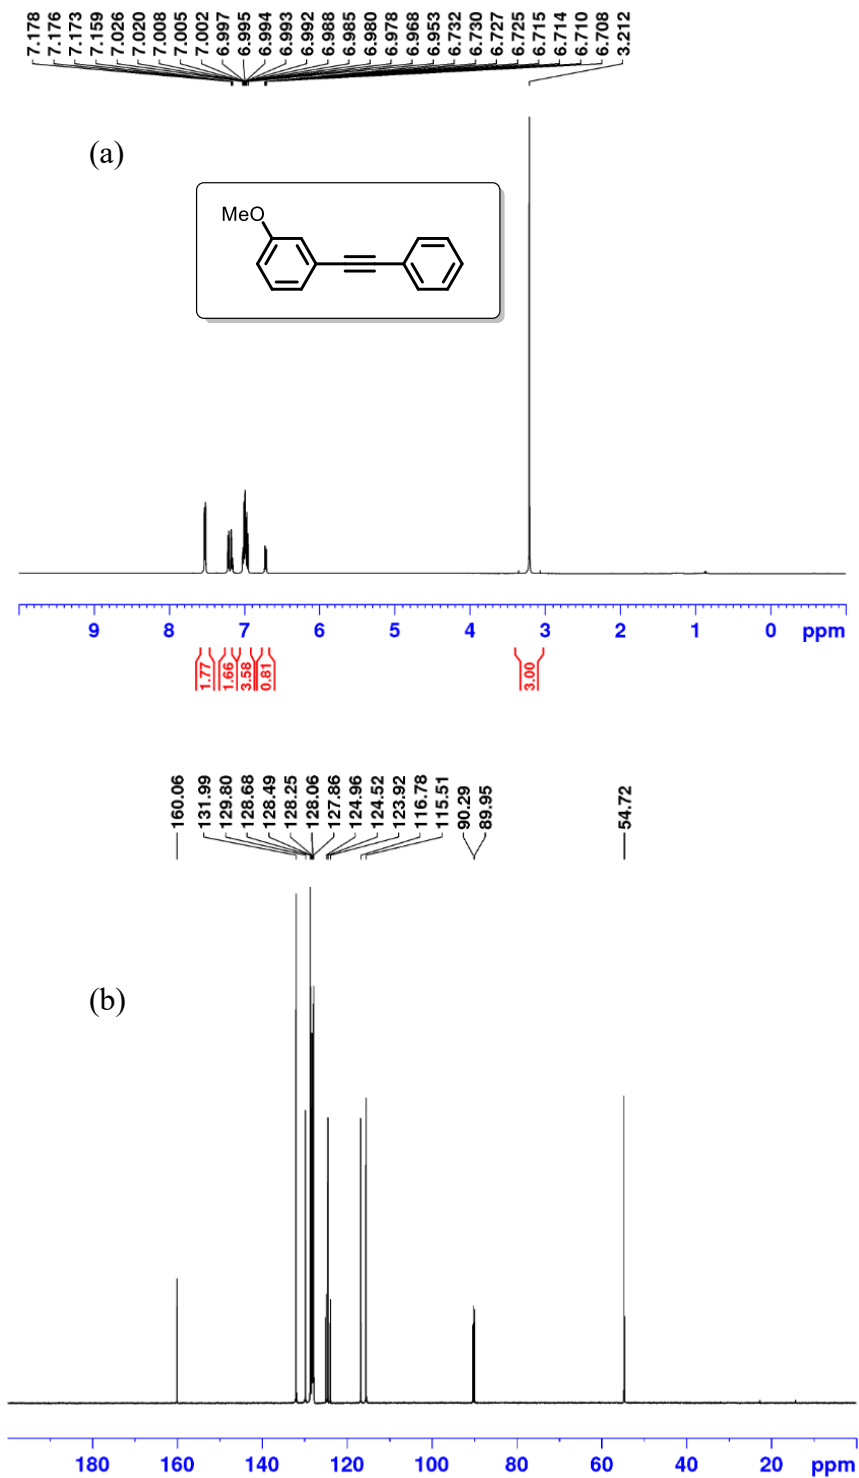 7.178 7.176 7.173 7.159 7.026 7.020 7.008 7.005 7.002 6.997 6.995 6.994 6.993 6.992 6.988 6.985 6.980 6.978 6.968 6.953 6.732 6.730 6.727 6.725 6.715 6.714 6.710 6.708 3.212
(a)
MeO
9 8 7 6 5 4 3 2 1 0 ppm
1.77 1.66 3.58 0.81 3.00
160.06 131.99 129.80 128.68 128.49 128.25 128.06 127.86 124.96 124.52 123.92 116.78 115.51 90.29 89.95 54.72
(b)
180 160 140 120 100 80 60 40 20 ppm